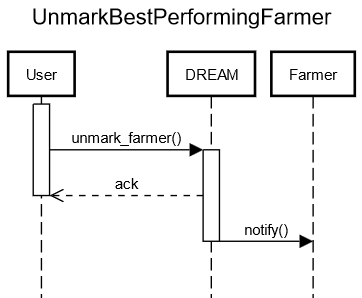 UnmarkBestPerformingFarmer
User
DREAM
Farmer
unmark_farmer()
ack
notify()